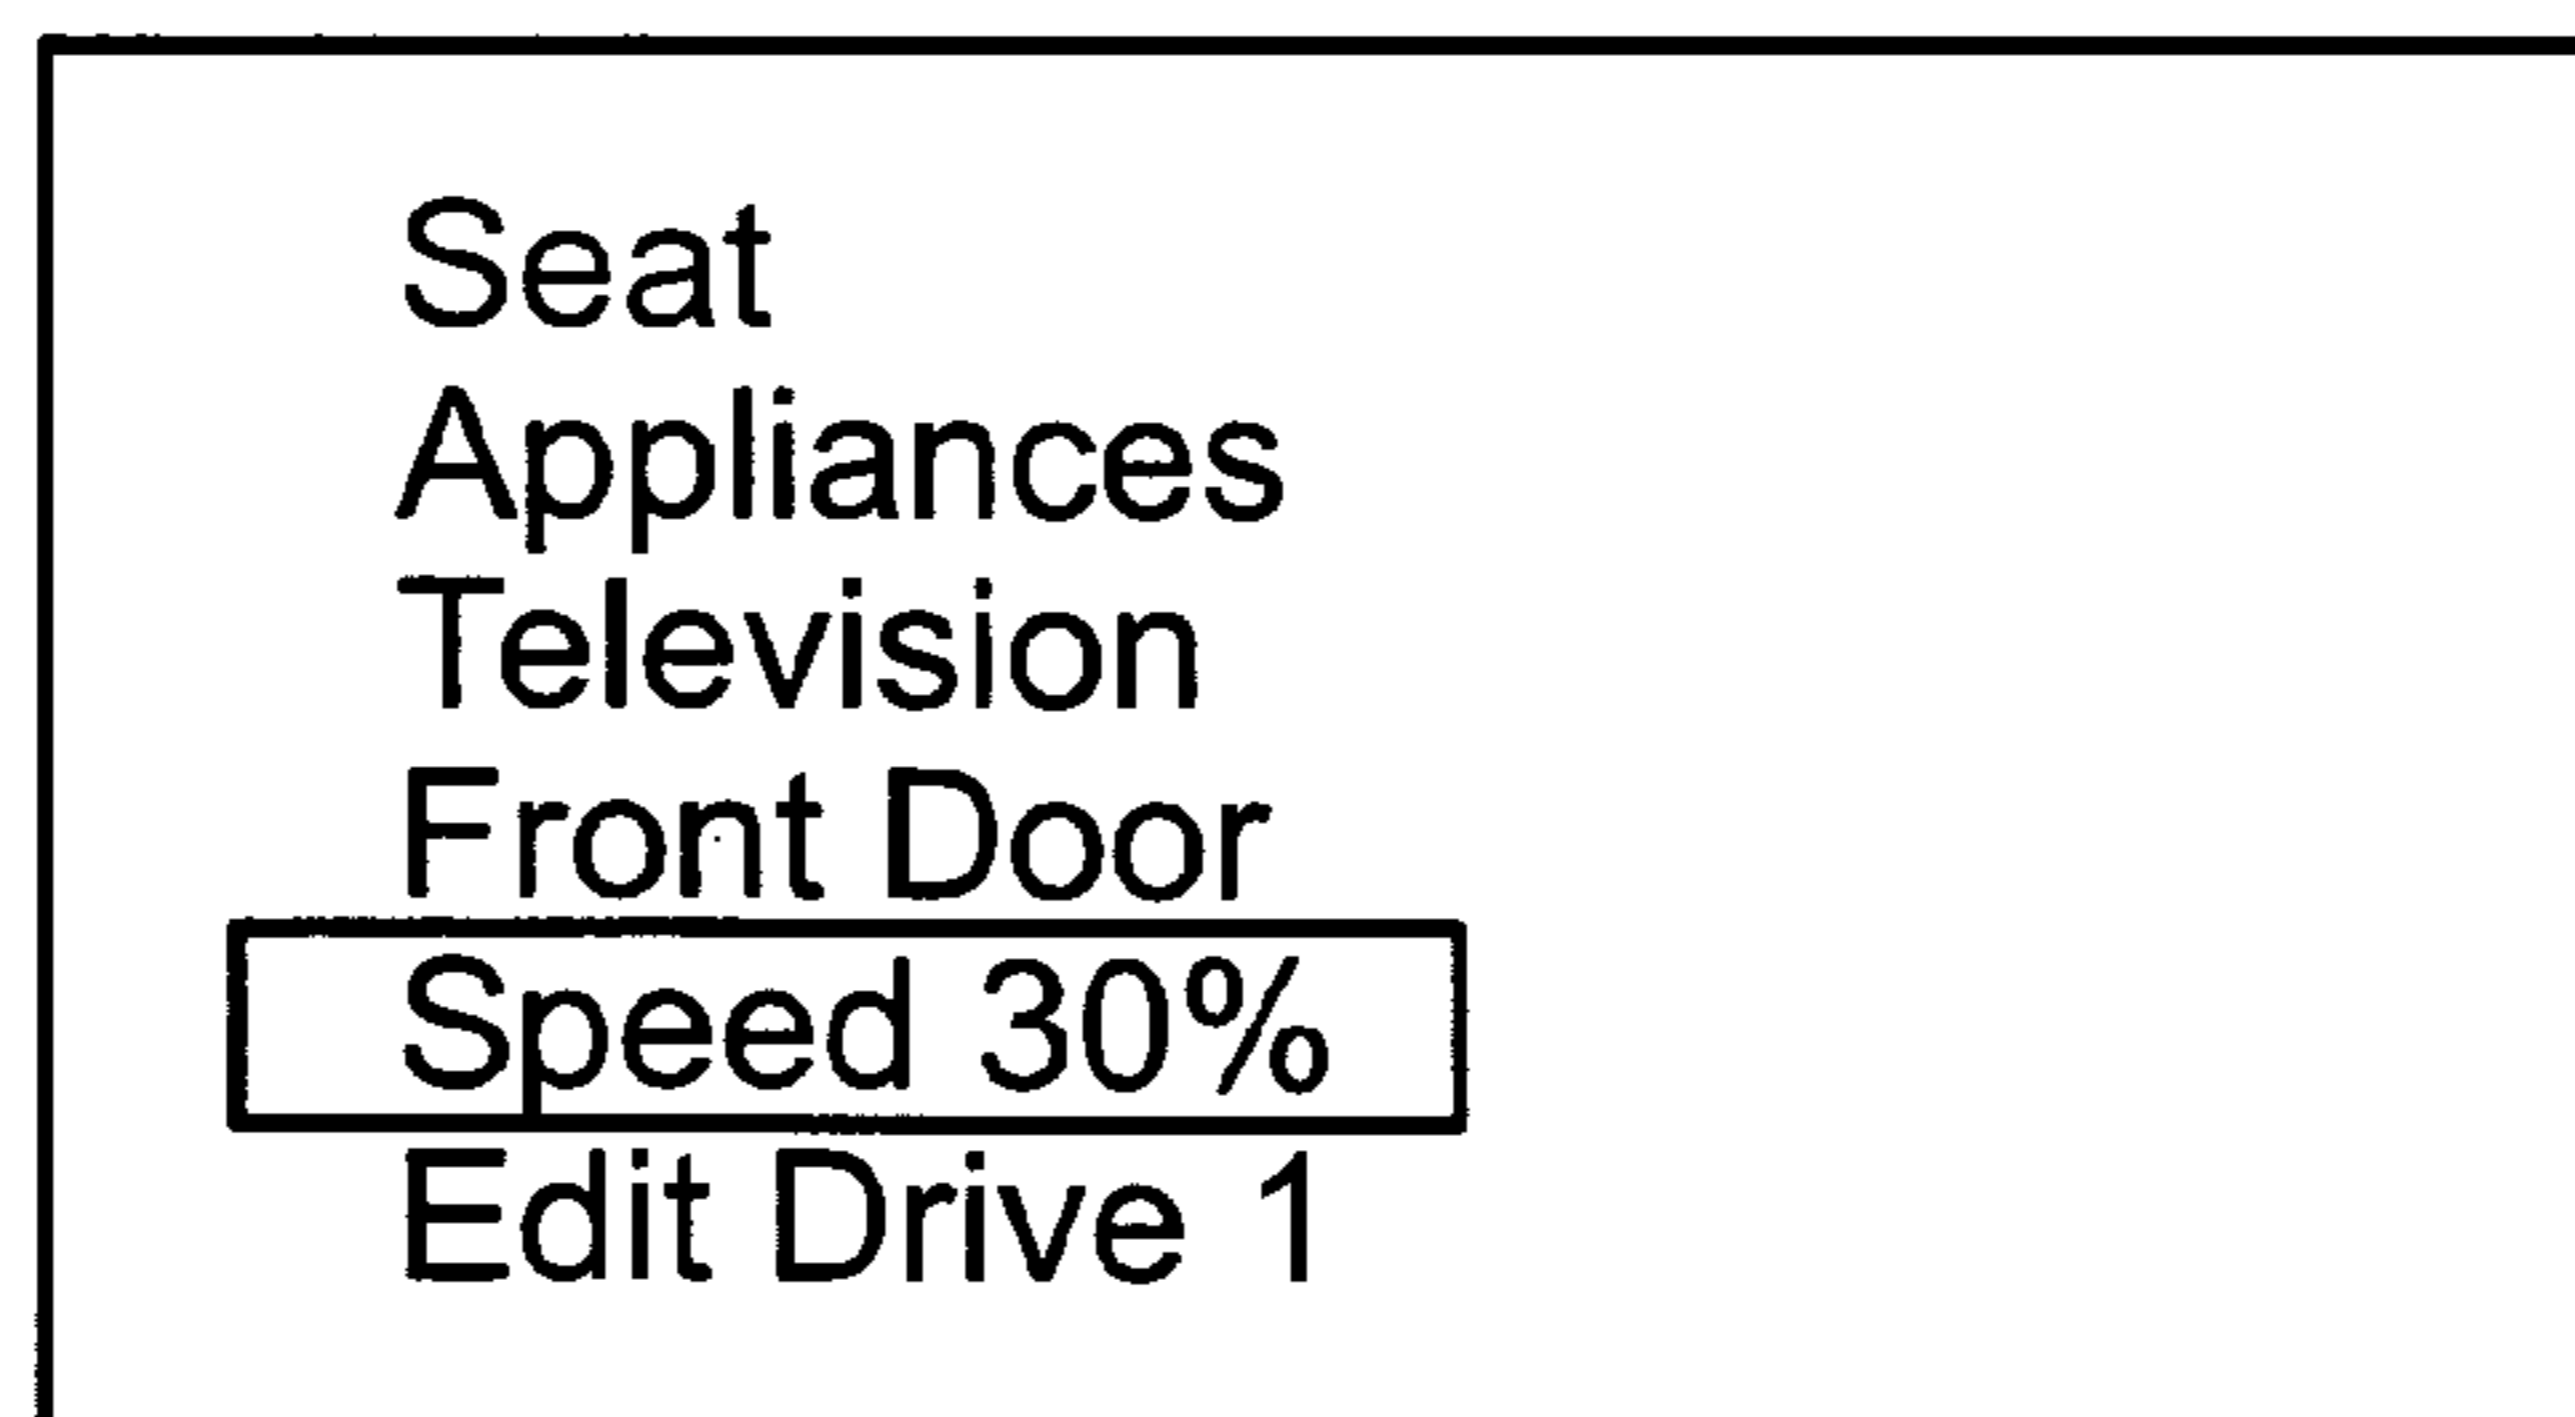 Seat
Appliances
Television
Front Door
Speed 30%
Edit Drive 1